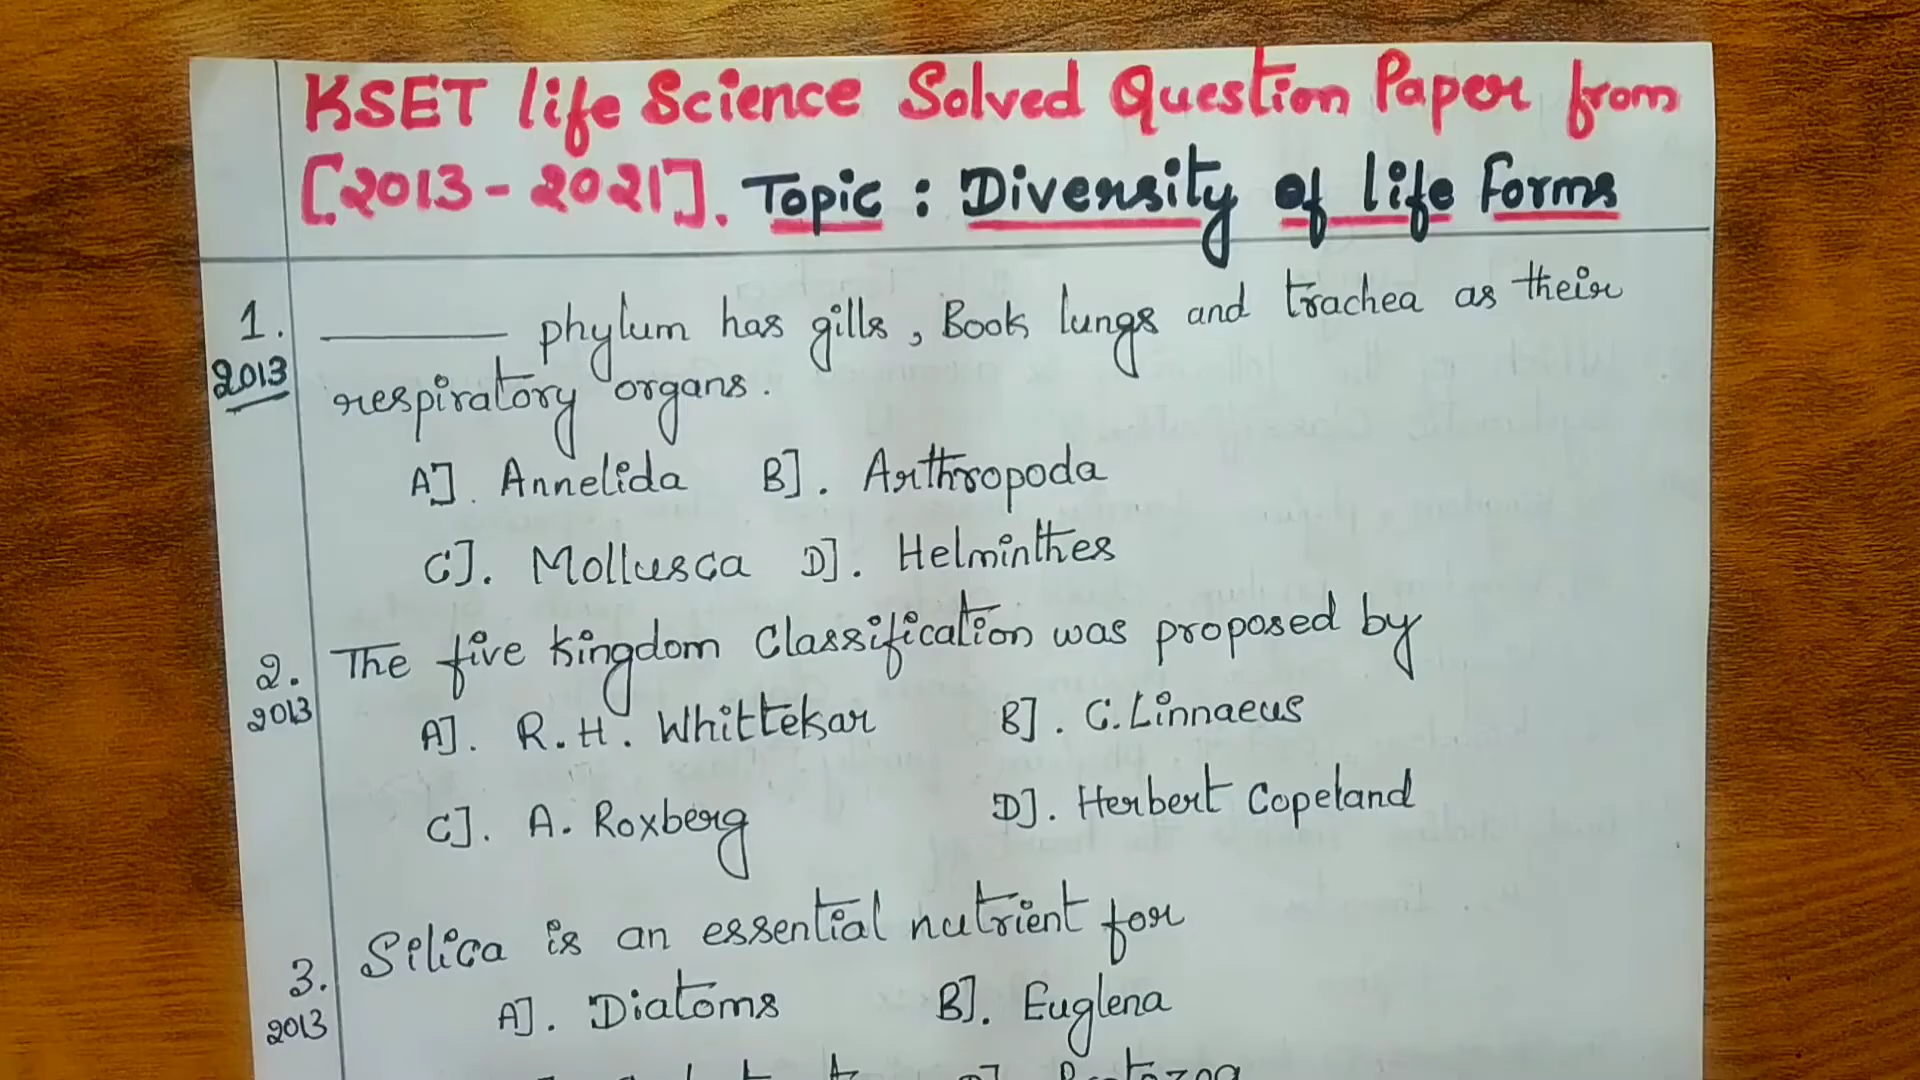 KSET life Science Solved Question Paper from
[2013-2021]. Topic : Diversity of life Forms
1. ______ phylum has gills, Book lungs and trachea as their
2013 respiratory organs.
A]. Annelida B]. Arthropoda
C]. Mollusca D]. Helminthes
2. The five kingdom Classification was proposed by
2013 A]. R.H. Whittekar B]. C.Linnaeus
C]. A. Roxberg D]. Herbert Copeland
3. Silica is an essential nutrient for
2013 A]. Diatoms B]. Euglena